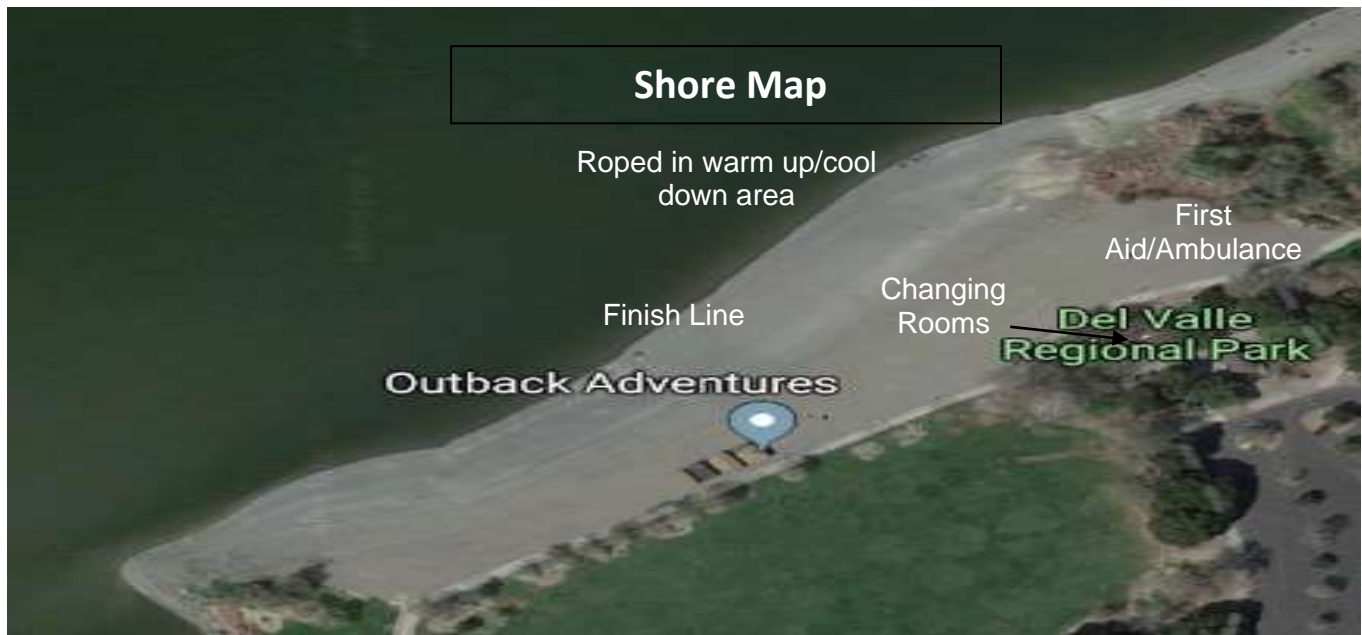 Shore Map
Roped in warm up/cool
down area
First
Aid/Ambulance
Changing
Rooms
Finish Line
Del Valle
Regional Park
Outback Adventures